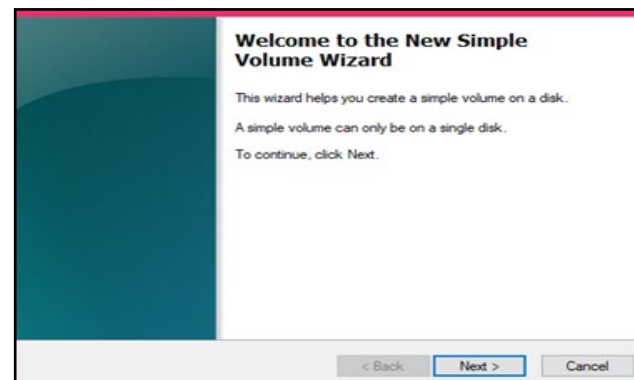 Welcome to the New Simple
Volume Wizard
This wizard helps you create a simple volume on a disk.
A simple volume can only be on a single disk.
To continue, click Next.
< Back
Next >
Cancel